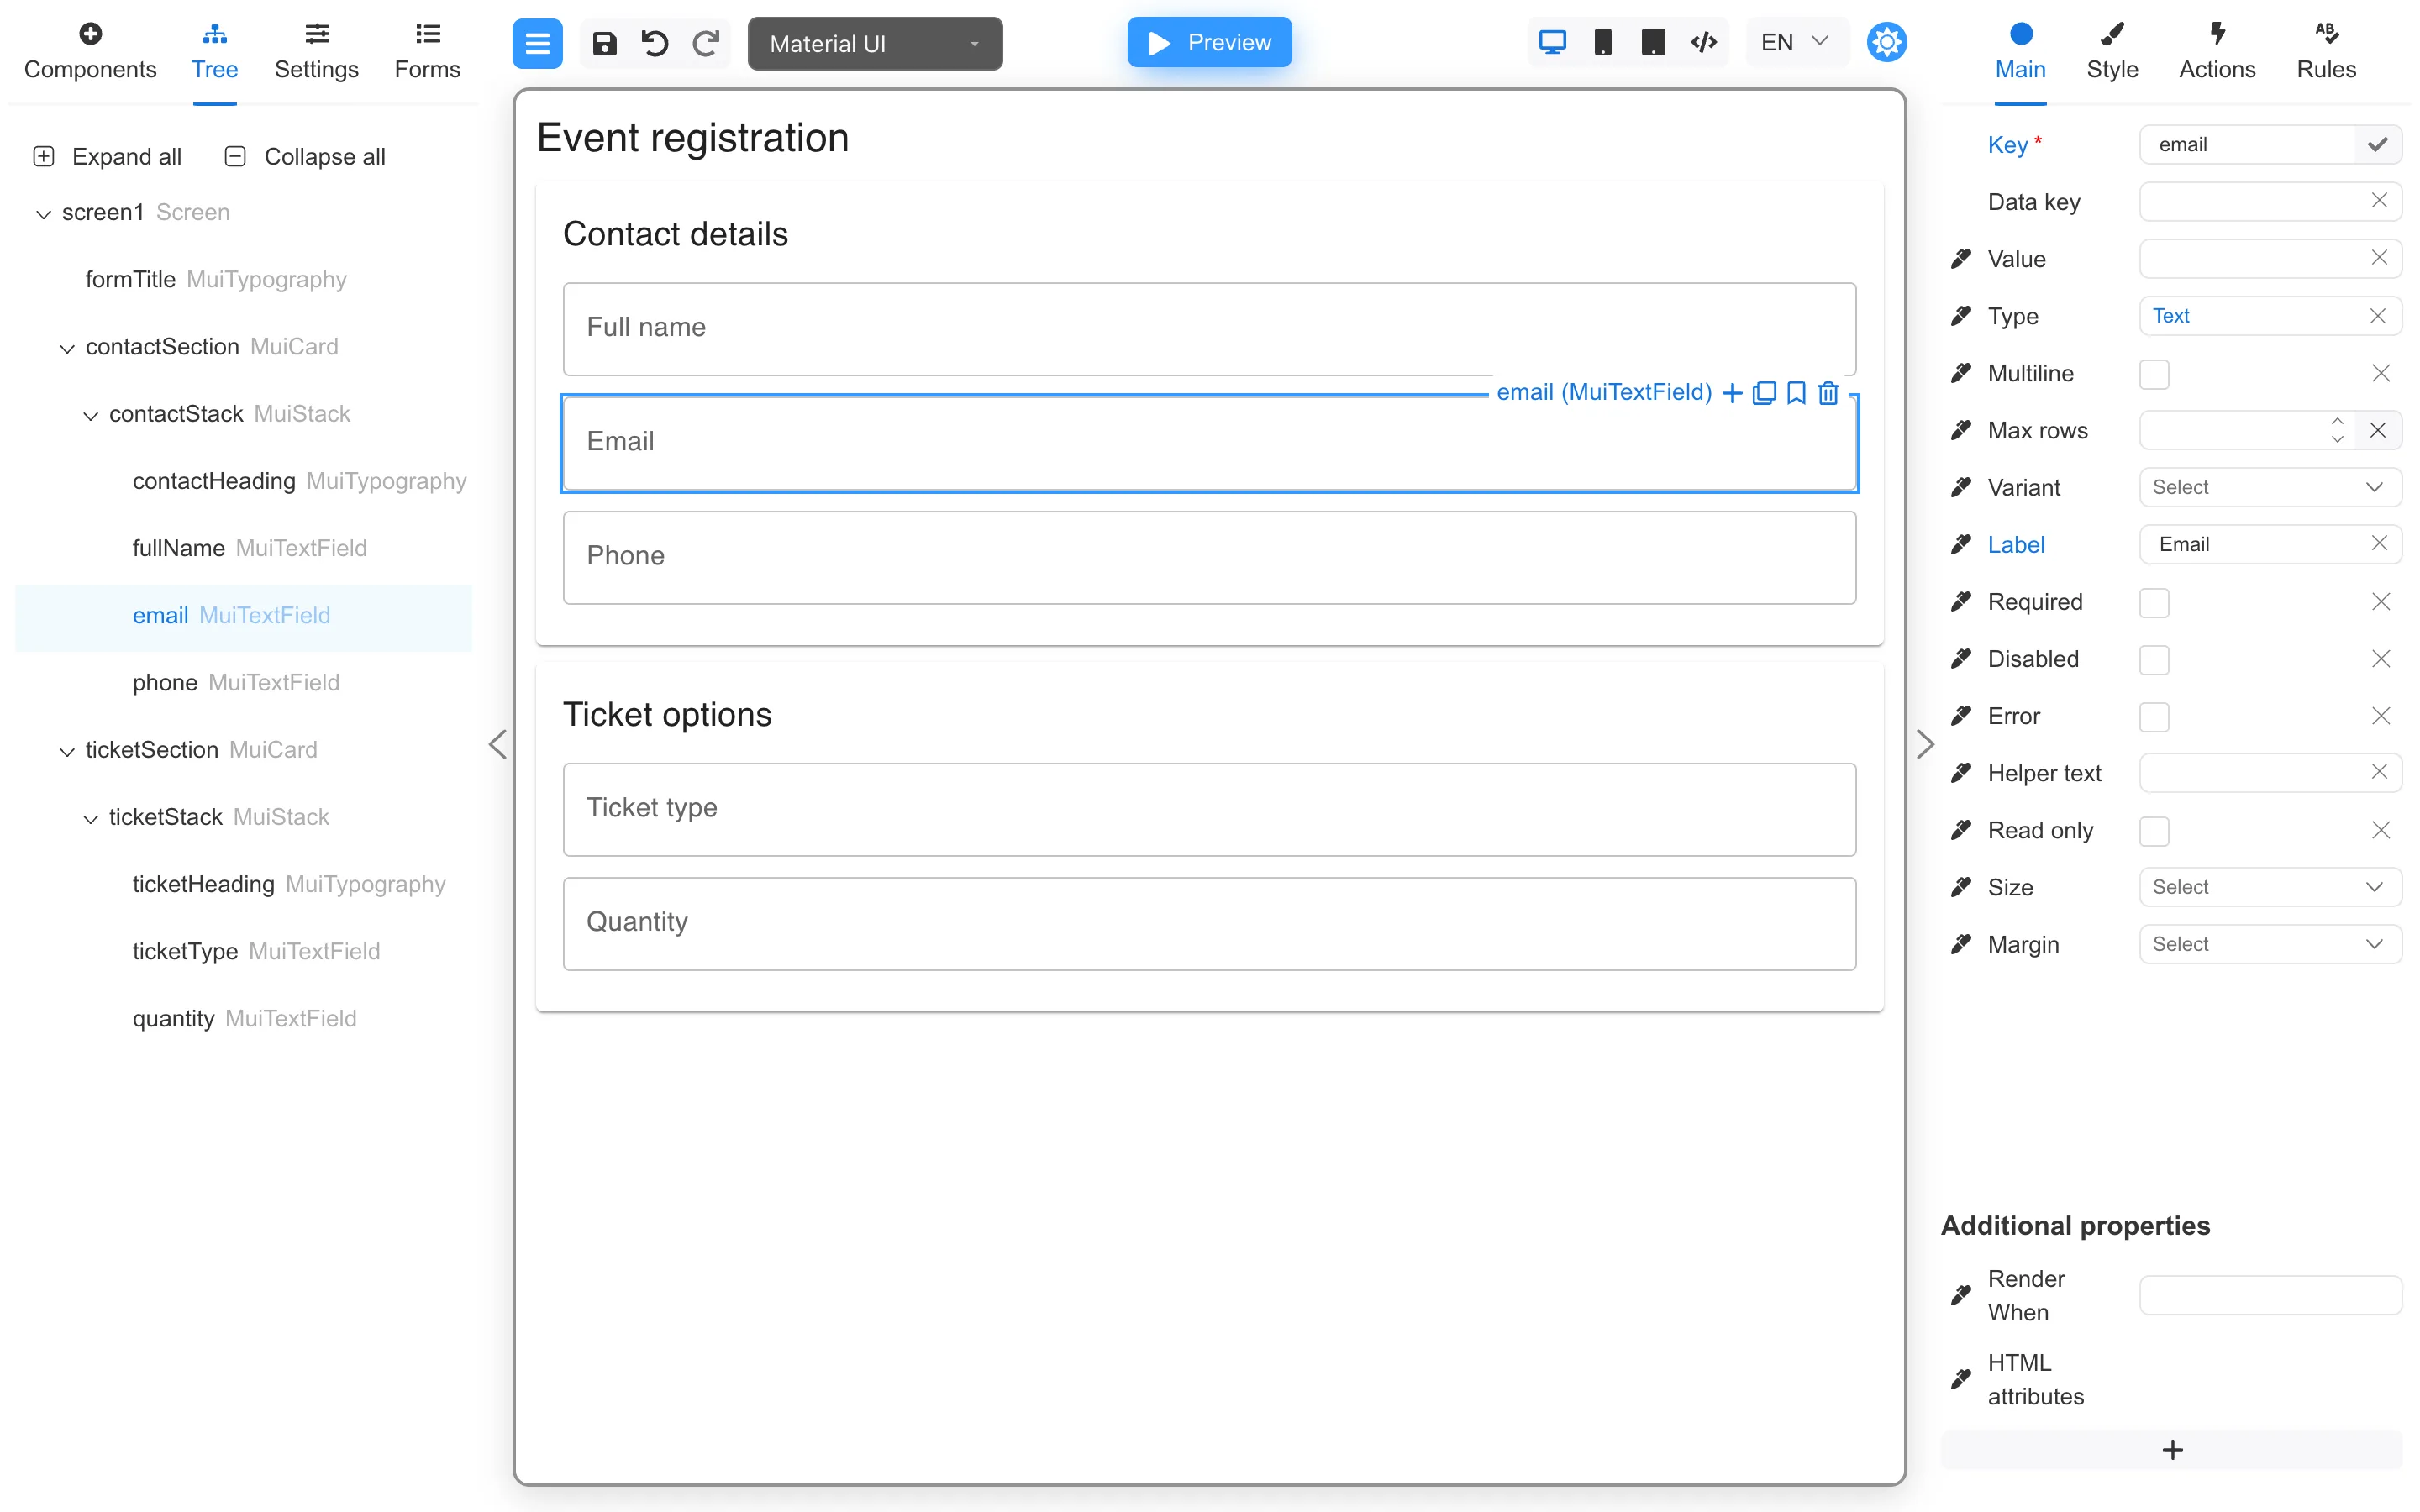 Components
Tree
Settings
Forms
Material UI
Preview
EN
Main
Style
Actions
AB
Rules
Expand all
Collapse all
screen1 Screen
formTitle MuiTypography
contactSection MuiCard
contactStack MuiStack
contactHeading MuiTypography
fullName MuiTextField
email MuiTextField
phone MuiTextField
ticketSection MuiCard
ticketStack MuiStack
ticketHeading MuiTypography
ticketType MuiTextField
quantity MuiTextField
Event registration
Contact details
Full name
email (MuiTextField)
Email
Phone
Ticket options
Ticket type
Quantity
Key * email
Data key
Value
Type Text
Multiline
Max rows
Variant Select
Label Email
Required
Disabled
Error
Helper text
Read only
Size Select
Margin Select
Additional properties
Render
When
HTML
attributes